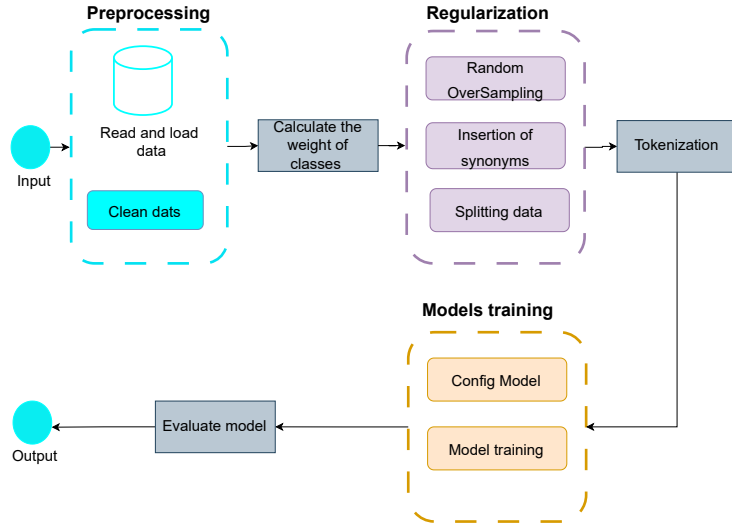 Preprocessing
Regularization
Read and load
data
Clean dats
Input
Calculate the
weight of
classes
Random
OverSampling
Insertion of
synonyms
Splitting data
Tokenization
Models training
Config Model
Model training
Evaluate model
Output